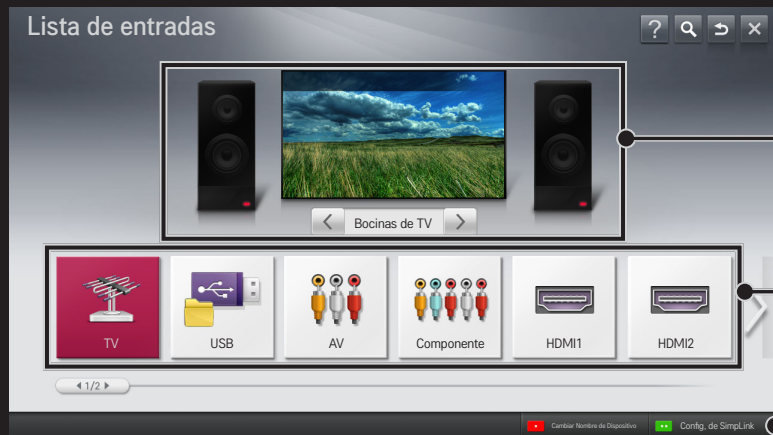 Lista de entradas
?
Bocinas de TV
TV
USB
AV
Componente
HDMI1
HDMI2
1/2
Cambiar Nombre de Dispositivo
Config. de SimpLink